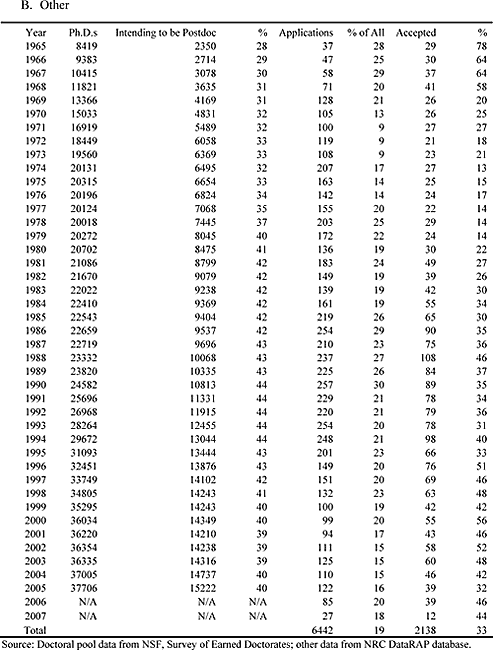 B. Other
Year Ph.D.s Intending to be Postdoc % Applications % of All Accepted %
1965 8419 2350 28 37 28 29 78
1966 9383 2714 29 47 25 30 64
1967 10415 3078 30 58 29 37 64
1968 11821 3635 31 71 20 41 58
1969 13366 4169 31 128 21 26 20
1970 15033 4831 32 105 13 26 25
1971 16919 5489 32 100 9 27 27
1972 18449 6058 33 119 9 21 18
1973 19560 6369 33 108 9 23 21
1974 20131 6495 32 207 17 27 13
1975 20315 6654 33 163 14 25 15
1976 20196 6824 34 142 14 24 17
1977 20124 7068 35 155 20 22 14
1978 20018 7445 37 203 25 29 14
1979 20272 8045 40 172 22 24 14
1980 20702 8475 41 136 19 30 22
1981 21086 8799 42 183 24 49 27
1982 21670 9079 42 149 19 39 26
1983 22022 9238 42 139 19 42 30
1984 22410 9369 42 161 19 55 34
1985 22543 9404 42 219 26 65 30
1986 22659 9537 42 254 29 90 35
1987 22719 9696 43 210 23 75 36
1988 23332 10068 43 237 27 108 46
1989 23820 10335 43 225 26 84 37
1990 24582 10813 44 257 30 89 35
1991 25696 11331 44 229 21 78 34
1992 26968 11915 44 220 21 79 36
1993 28264 12455 44 254 20 78 31
1994 29672 13044 44 248 21 98 40
1995 31093 13444 43 201 23 66 33
1996 32451 13876 43 149 20 76 51
1997 33749 14102 42 151 20 69 46
1998 34805 14243 41 132 23 63 48
1999 35295 14243 40 100 19 42 42
2000 36034 14349 40 99 20 55 56
2001 36220 14210 39 94 17 43 46
2002 36354 14238 39 111 15 58 52
2003 36335 14316 39 125 15 60 48
2004 37005 14737 40 110 15 46 42
2005 37706 15222 40 122 16 39 32
2006 N/A N/A N/A 85 20 39 46
2007 N/A N/A N/A 27 18 12 44
Total 6442 19 2138 33
Source: Doctoral pool data from NSF, Survey of Earned Doctorates; other data from NRC DataRAP database.